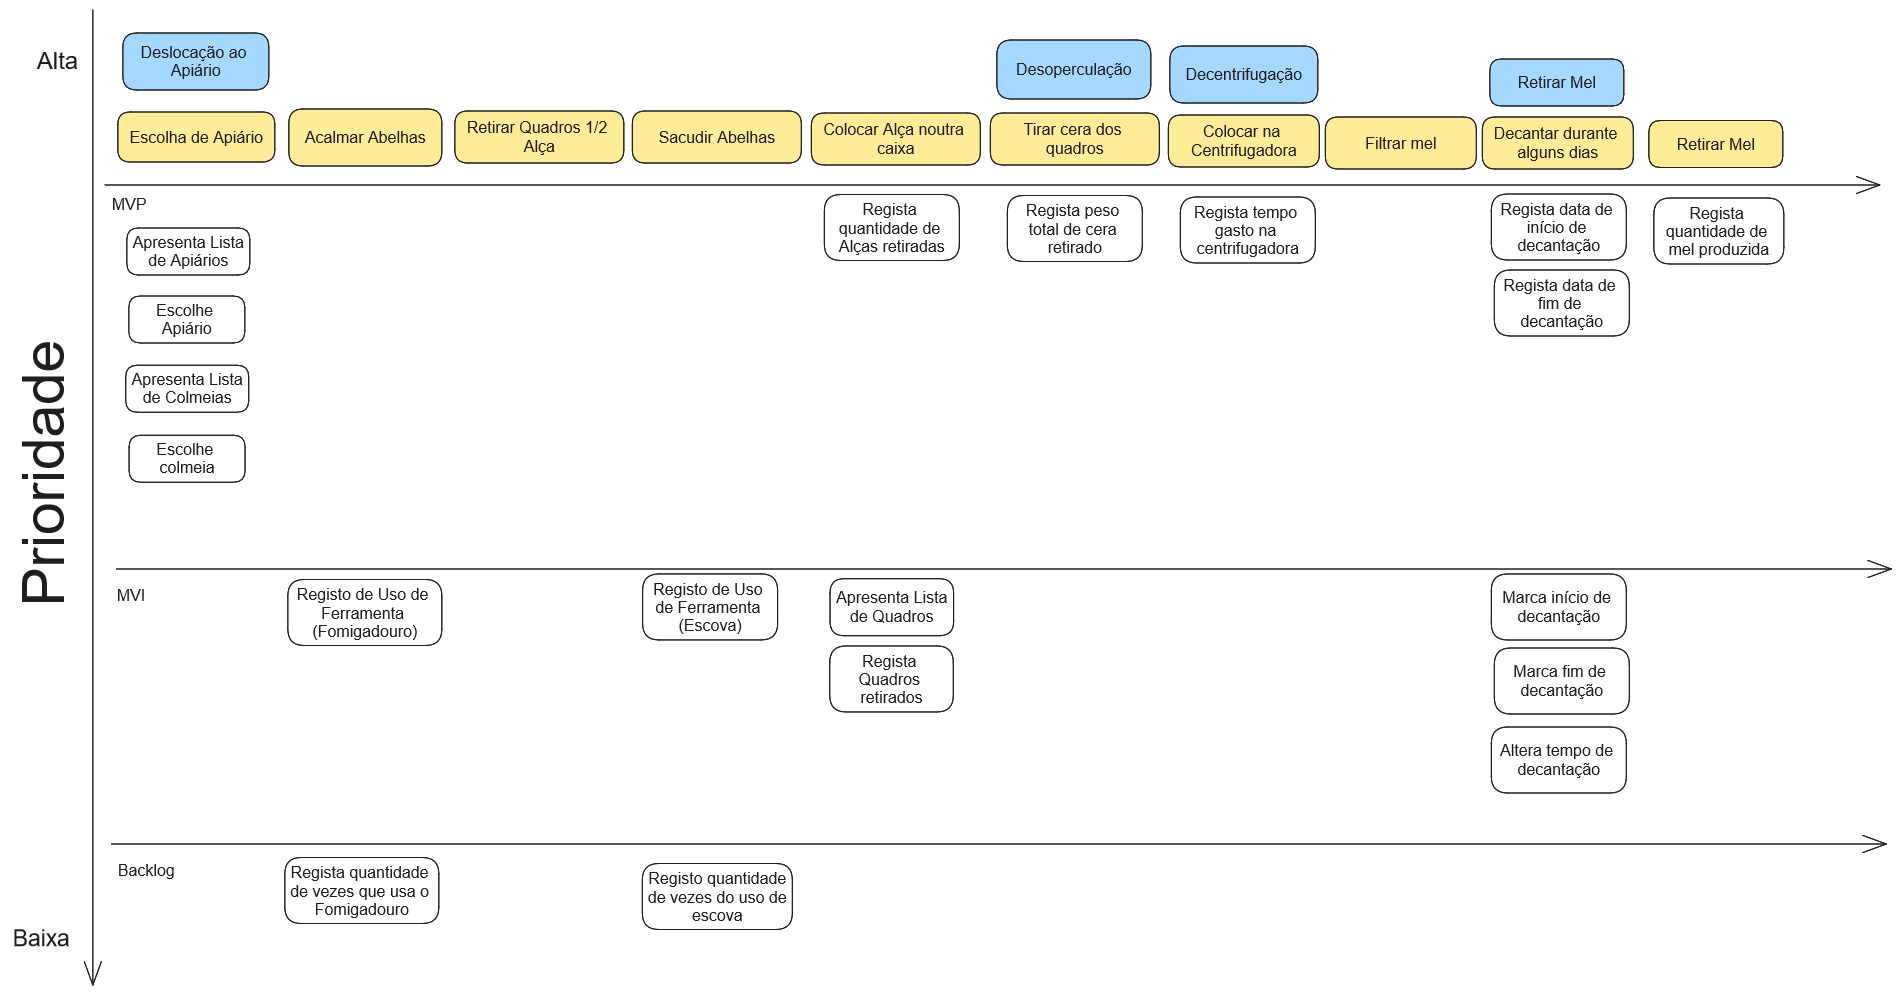 Alta
Deslocação ao
Apiário
Desoperculação
Decentrifugação
Retirar Mel
Escolha de Apiário
Acalmar Abelhas
Retirar Quadros 1/2
Alça
Sacudir Abelhas
Colocar Alça noutra
caixa
Tirar cera dos
quadros
Colocar na
Centrifugadora
Filtrar mel
Decantar durante
alguns dias
Retirar Mel
Prioridade
MVP
Apresenta Lista
de Apiários
Escolhe
Apiário
Apresenta Lista
de Colmeias
Escolhe
colmeia
Regista
quantidade de
Alças retiradas
Regista peso
total de cera
retirado
Regista tempo
gasto na
centrifugadora
Regista data de
início de
decantação
Regista data de
fim de
decantação
Regista
quantidade de
mel produzida
MVI
Registo de Uso de
Ferramenta
(Fomigadouro)
Registo de Uso
de Ferramenta
(Escova)
Apresenta Lista
de Quadros
Regista
Quadros
retirados
Marca início de
decantação
Marca fim de
decantação
Altera tempo de
decantação
Backlog
Regista quantidade
de vezes que usa o
Fomigadouro
Registo quantidade
de vezes do uso de
escova
Baixa